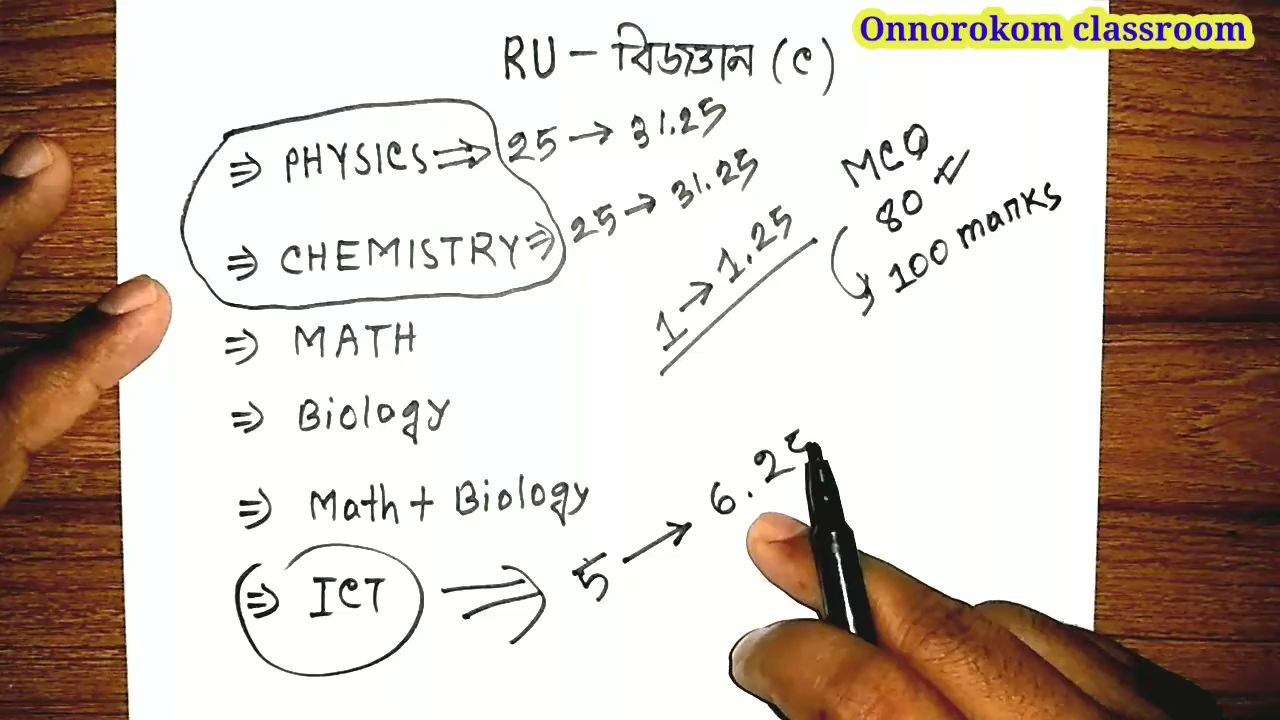 Onnorokom classroom
RU - বিজ্ঞান (C)
⇒ PHYSICS ⇒ 25 → 31.25
⇒ CHEMISTRY ⇒ 25 → 31.25
1 → 1.25
MCQ
80
100 marks
⇒ MATH
⇒ Biology
⇒ Math + Biology
⇒ ICT ⇒ 5 → 6.25